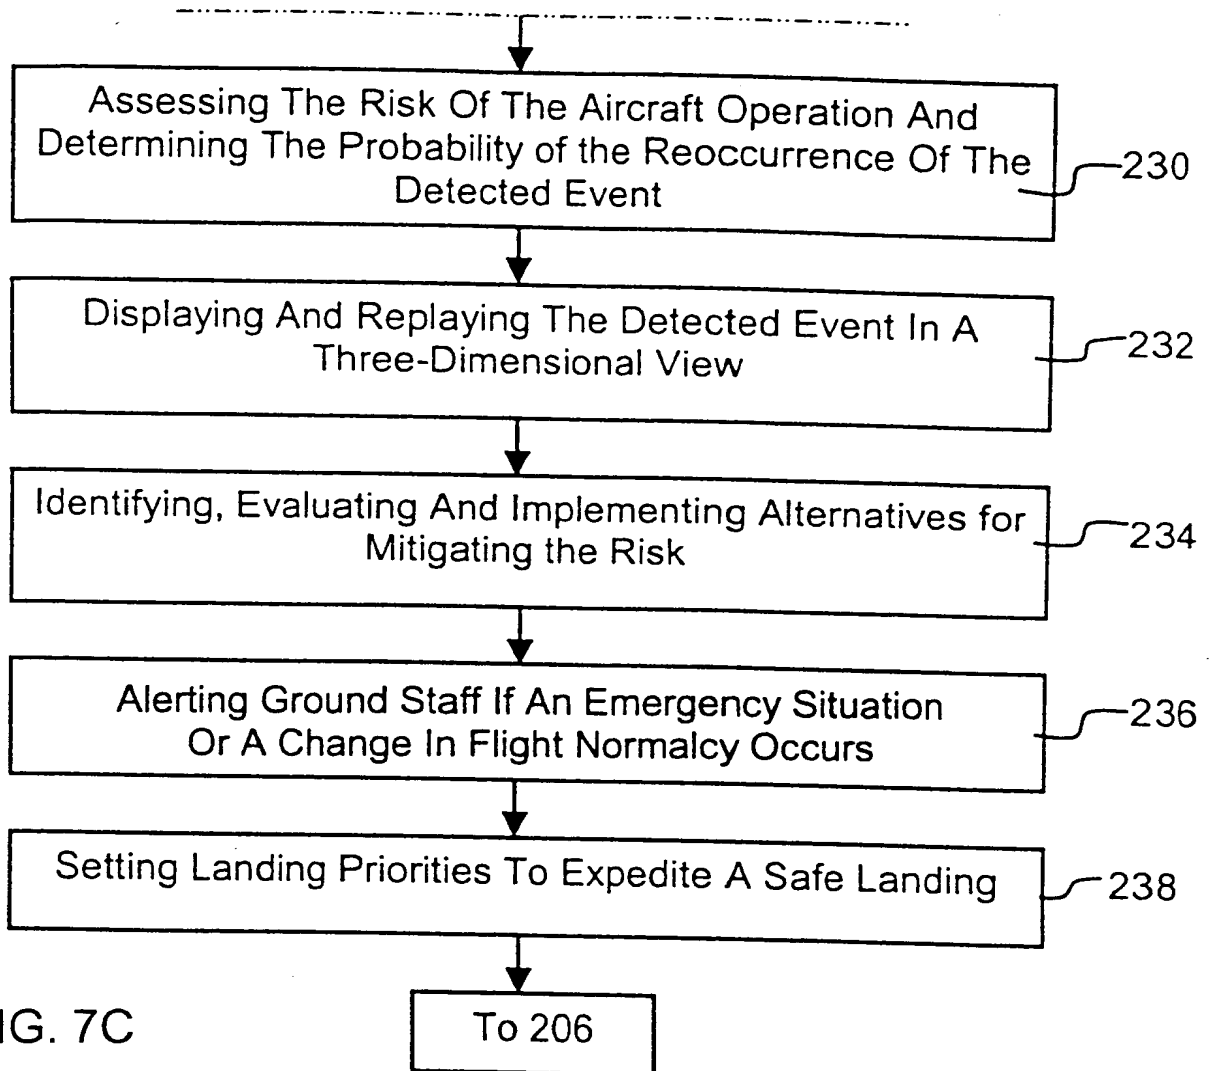 Assessing The Risk Of The Aircraft Operation And
Determining The Probability of the Reoccurrence Of The
Detected Event
230
Displaying And Replaying The Detected Event In A
Three-Dimensional View
232
Identifying, Evaluating And Implementing Alternatives for
Mitigating the Risk
234
Alerting Ground Staff If An Emergency Situation
Or A Change In Flight Normalcy Occurs
236
Setting Landing Priorities To Expedite A Safe Landing
238
To 206
IG. 7C